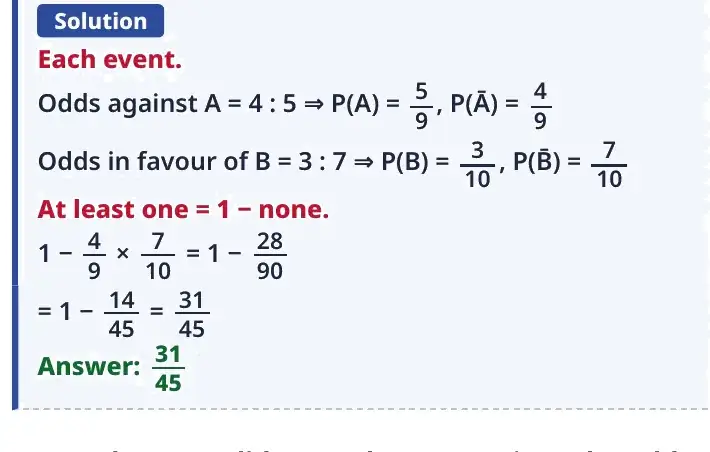 Solution
Each event.
Odds against A = 4 : 5 ⇒ P(A) = 5/9, P(Ā) = 4/9
Odds in favour of B = 3 : 7 ⇒ P(B) = 3/10, P(B̄) = 7/10
At least one = 1 − none.
1 − 4/9 × 7/10 = 1 − 28/90
= 1 − 14/45 = 31/45
Answer: 31/45